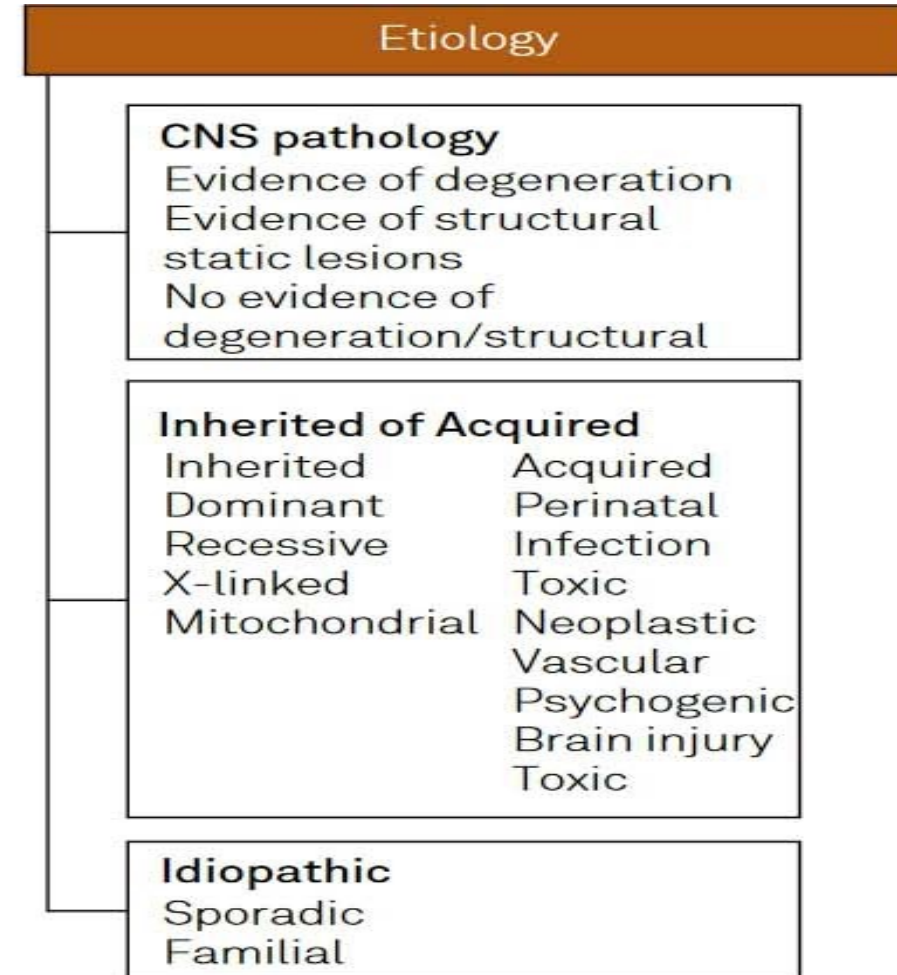 Etiology
CNS pathology
Evidence of degeneration
Evidence of structural
static lesions
No evidence of
degeneration/structural
Inherited of Acquired
Inherited
Dominant
Recessive
X-linked
Mitochondrial
Acquired
Perinatal
Infection
Toxic
Neoplastic
Vascular
Psychogenic
Brain injury
Toxic
Idiopathic
Sporadic
Familial